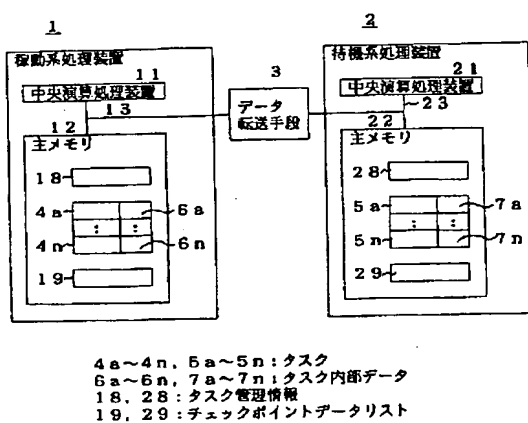 1
稼動系処理装置
11
中央演算処理装置
13
12
主メモリ
18
4a
6a
: :
4n
6n
19
3
データ
転送手段
2
待機系処理装置
21
中央演算処理装置
23
22
主メモリ
28
5a
7a
: :
5n
7n
29
4a～4n,5a～5n:タスク
6a～6n,7a～7n:タスク内部データ
18,28:タスク管理情報
19,29:チェックポイントデータリスト